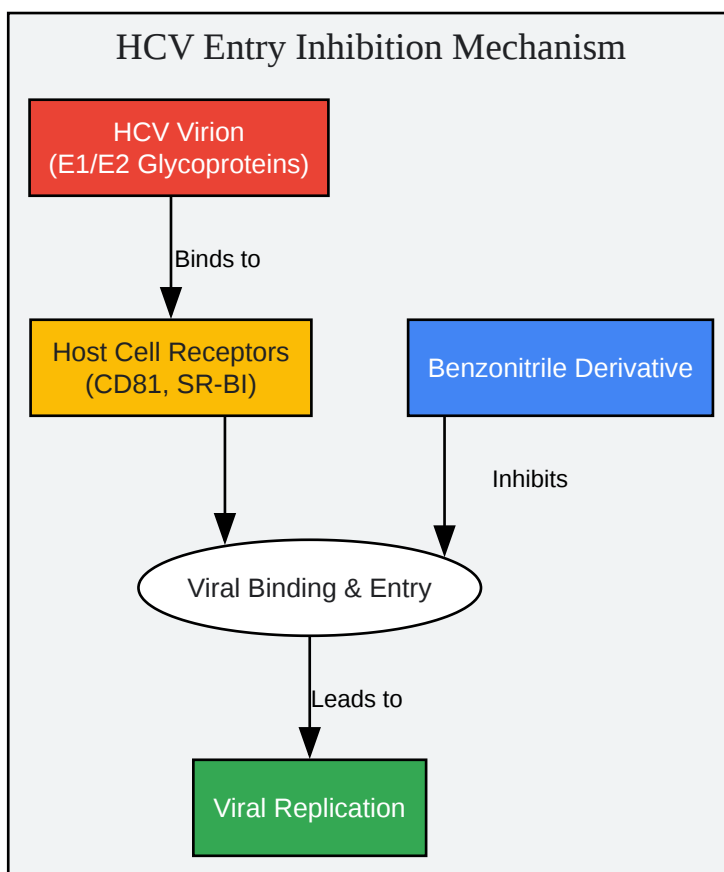 HCV Entry Inhibition Mechanism
HCV Virion
(E1/E2 Glycoproteins)
Binds to
Host Cell Receptors
(CD81, SR-BI)
Benzonitrile Derivative
Inhibits
Viral Binding & Entry
Leads to
Viral Replication